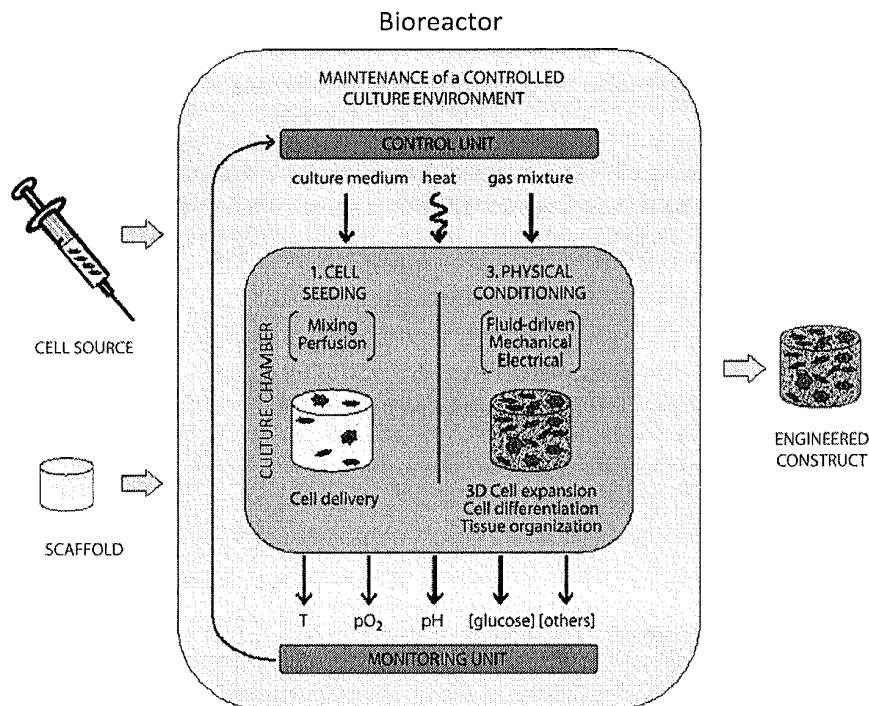 Bioreactor
MAINTENANCE of a CONTROLLED
CULTURE ENVIRONMENT
CONTROL UNIT
culture medium heat gas mixture
CELL SOURCE
SCAFFOLD
CULTURE CHAMBER
1. CELL
SEEDING
Mixing
Perfusion
Cell delivery
3. PHYSICAL
CONDITIONING
Fluid-driven
Mechanical
Electrical
3D Cell expansion
Cell differentiation
Tissue organization
ENGINEERED
CONSTRUCT
T pO₂ pH [glucose] [others]
MONITORING UNIT